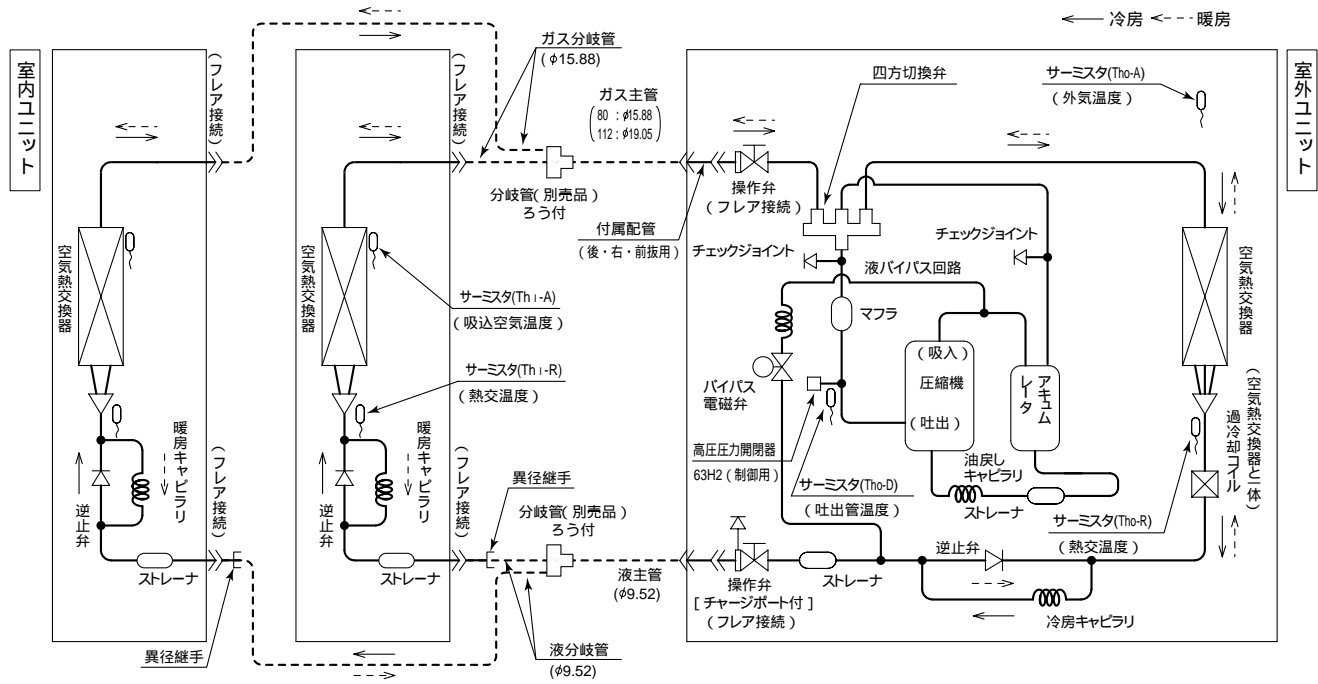 冷房 暖房
室内ユニット
(フレア接続)
空気熱交換器
暖房キャピラリ
逆止弁
(フレア接続)
ストレーナ
異径継手
(フレア接続)
空気熱交換器
サーミスタ(ThI-A)
(吸込空気温度)
サーミスタ(ThI-R)
(熱交温度)
暖房キャピラリ
逆止弁
(フレア接続)
ストレーナ
ガス分岐管
(φ15.88)
ガス主管
80 : φ15.88
112 : φ19.05
分岐管(別売品)
ろう付
付属配管
(後・右・前抜用)
異径継手
分岐管(別売品)
ろう付
液主管
(φ9.52)
液分岐管
(φ9.52)
室外ユニット
四方切換弁
サーミスタ(Tho-A)
(外気温度)
操作弁
(フレア接続)
チェックジョイント
チェックジョイント
液バイパス回路
マフラ
バイパス
電磁弁
(吸入)
圧縮機
(吐出)
アキュム
レータ
空気熱交換器
高圧圧力開閉器
63H2(制御用)
サーミスタ(Tho-D)
(吐出管温度)
油戻し
キャピラリ
ストレーナ
過冷却コイル
(空気熱交換器と一体)
サーミスタ(Tho-R)
(熱交温度)
操作弁
[チャージポート付]
(フレア接続)
ストレーナ
逆止弁
冷房キャピラリ